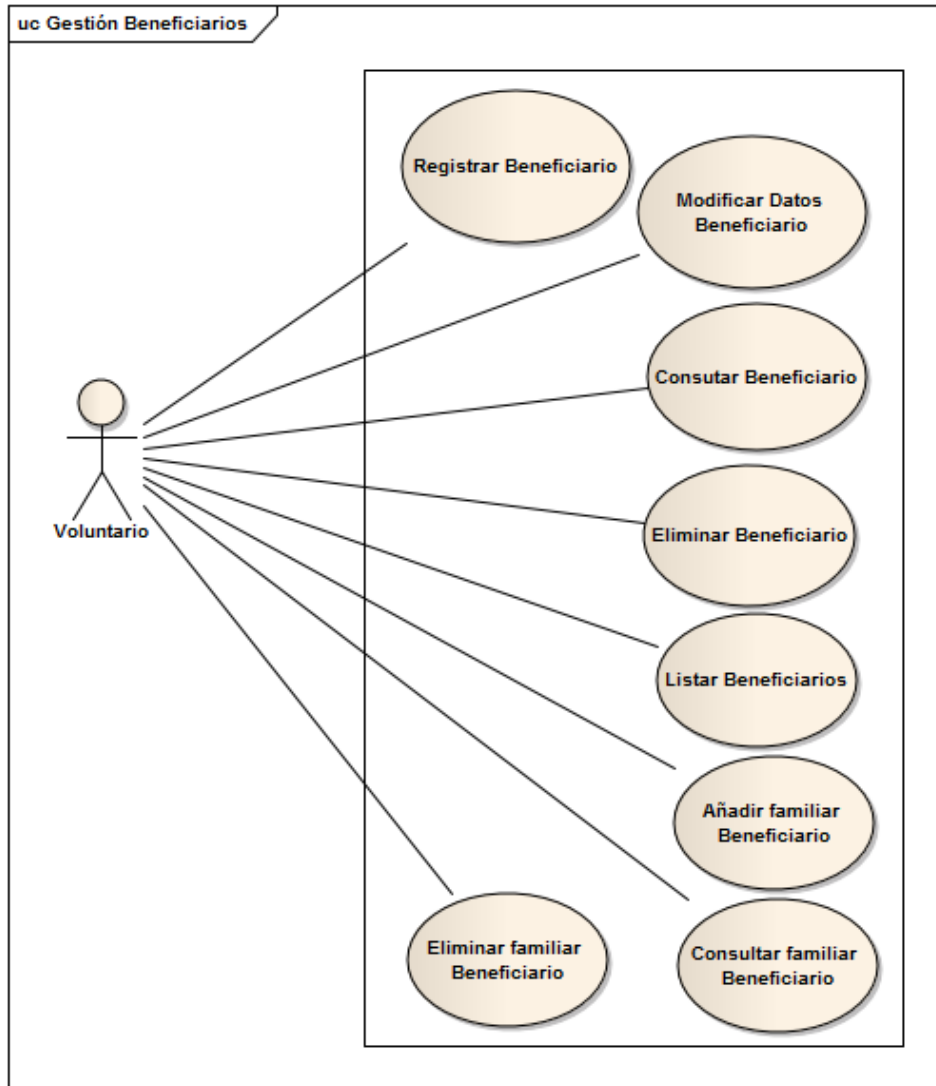 uc Gestión Beneficiarios
Registrar Beneficiario
Modificar Datos
Beneficiario
Consutar Beneficiario
Voluntario
Eliminar Beneficiario
Listar Beneficiarios
Añadir familiar
Beneficiario
Eliminar familiar
Beneficiario
Consultar familiar
Beneficiario